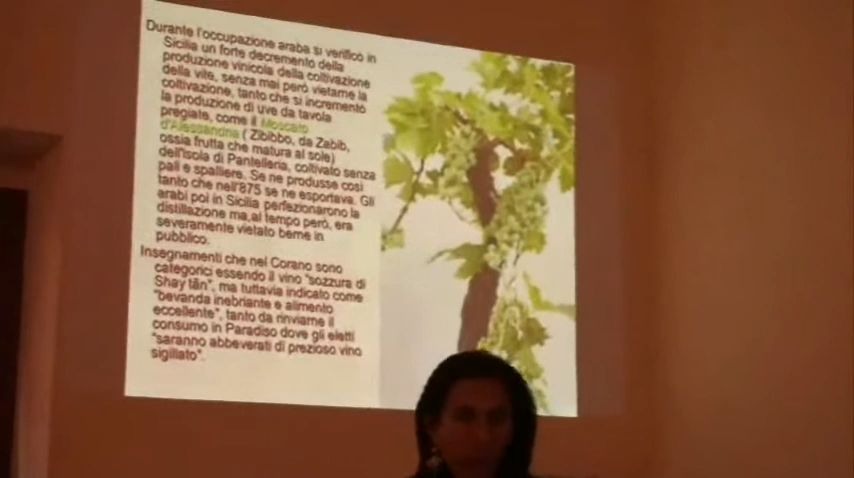 Durante l'occupazione araba si verificò in
Sicilia un forte decremento della
produzione vinicola della coltivazione
della vite, senza mai però vietarne la
coltivazione, tanto che si incrementò
la produzione di uve da tavola
pregiate, come il Moscato
d'Alessandria ( Zibibbo, da Zabib,
ossia frutta che matura al sole)
dell'isola di Pantelleria, coltivato senza
pali e spalliere. Se ne produsse così
tanto che nell'875 se ne esportava. Gli
arabi poi in Sicilia perfezionarono la
distillazione ma,al tempo però, era
severamente vietato berne in
pubblico.
Insegnamenti che nel Corano sono
categorici essendo il vino "sozzura di
Shay tân", ma tuttavia indicato come
"bevanda inebriante e alimento
eccellente", tanto da rinviarne il
consumo in Paradiso dove gli eletti
"saranno abbeverati di prezioso vino
sigillato".